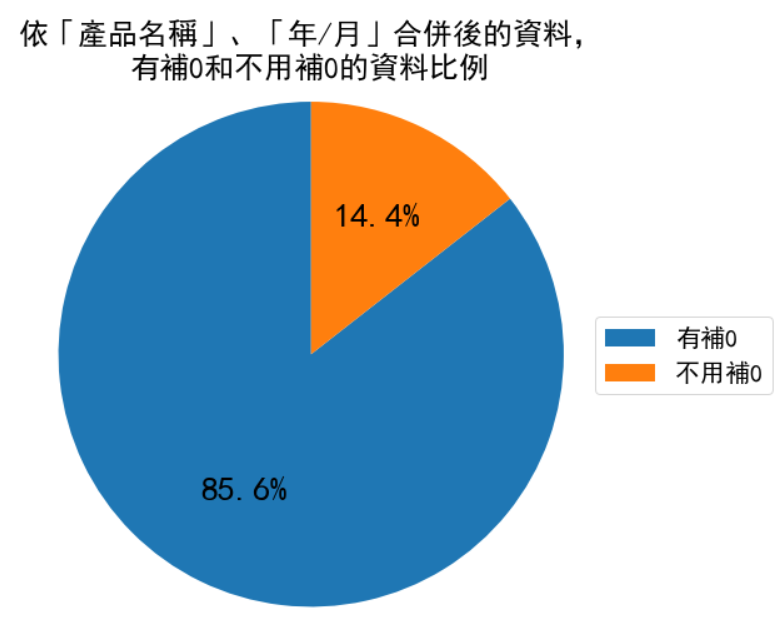 依「產品名稱」、「年/月」合併後的資料,
有補0和不用補0的資料比例
14.4%
85.6%
有補0
不用補0